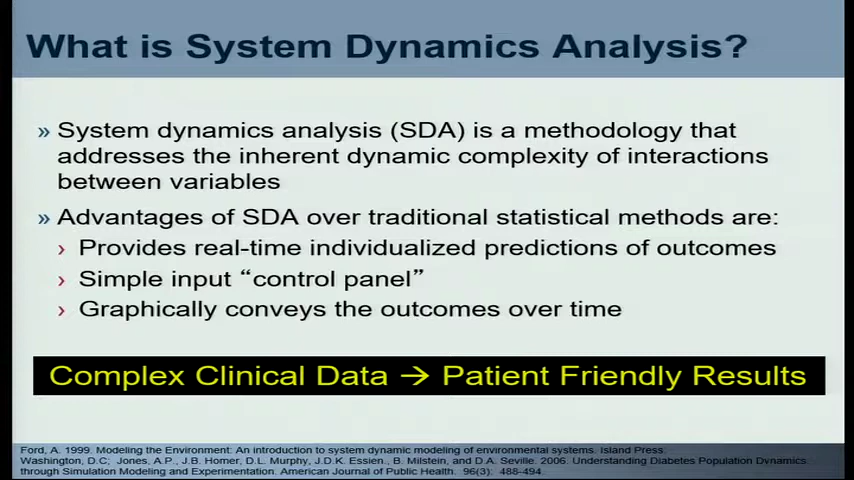 What is System Dynamics Analysis?
» System dynamics analysis (SDA) is a methodology that
addresses the inherent dynamic complexity of interactions
between variables
» Advantages of SDA over traditional statistical methods are:
› Provides real-time individualized predictions of outcomes
› Simple input “control panel”
› Graphically conveys the outcomes over time
Complex Clinical Data → Patient Friendly Results
Ford, A. 1999. Modeling the Environment: An introduction to system dynamic modeling of environmental systems. Island Press.
Washington, D.C; Jones, A.P., J.B. Homer, D.L. Murphy, J.D.K. Essien, B. Milstein, and D.A. Seville. 2006. Understanding Diabetes Population Dynamics
through Simulation Modeling and Experimentation. American Journal of Public Health. 96(3): 488-494.